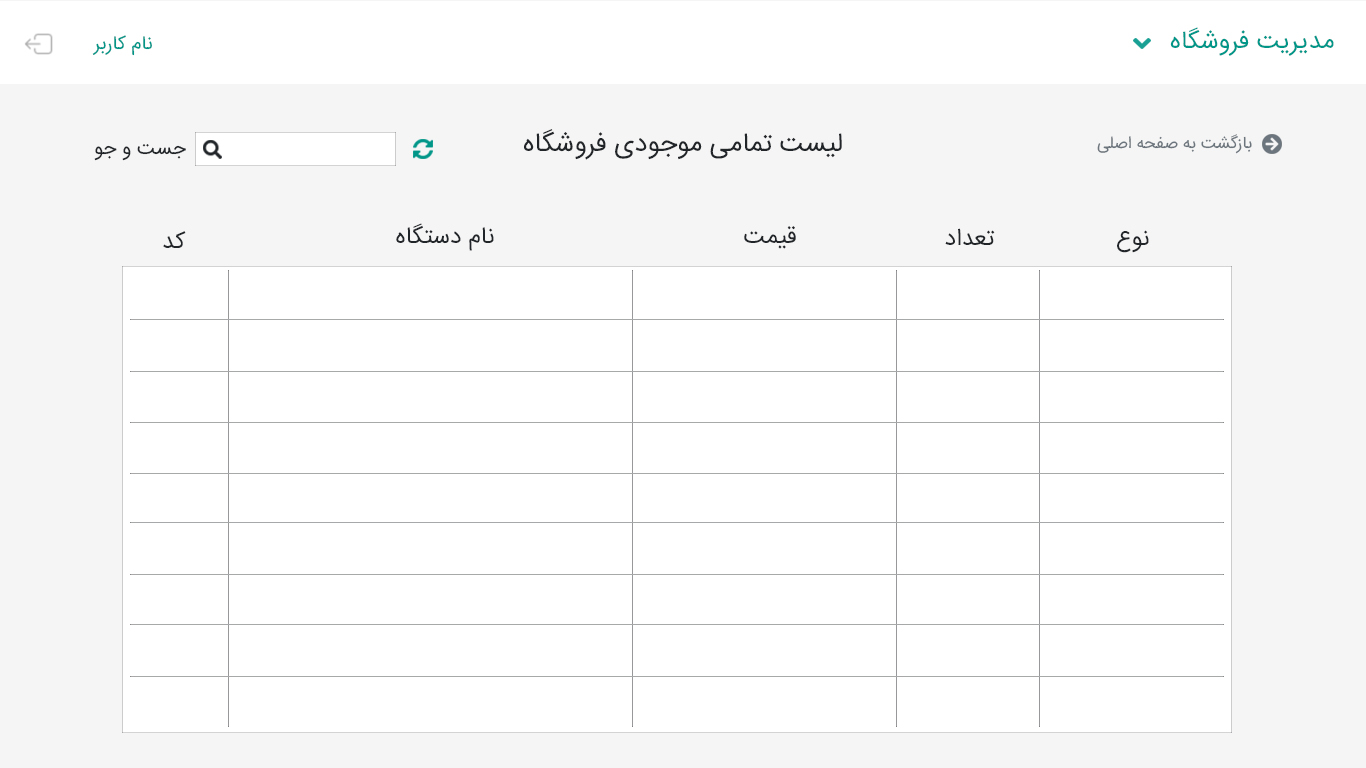 مدیریت فروشگاه
نام کاربر
بازگشت به صفحه اصلی
لیست تمامی موجودی فروشگاه
جست و جو
نوع
تعداد
قیمت
نام دستگاه
کد